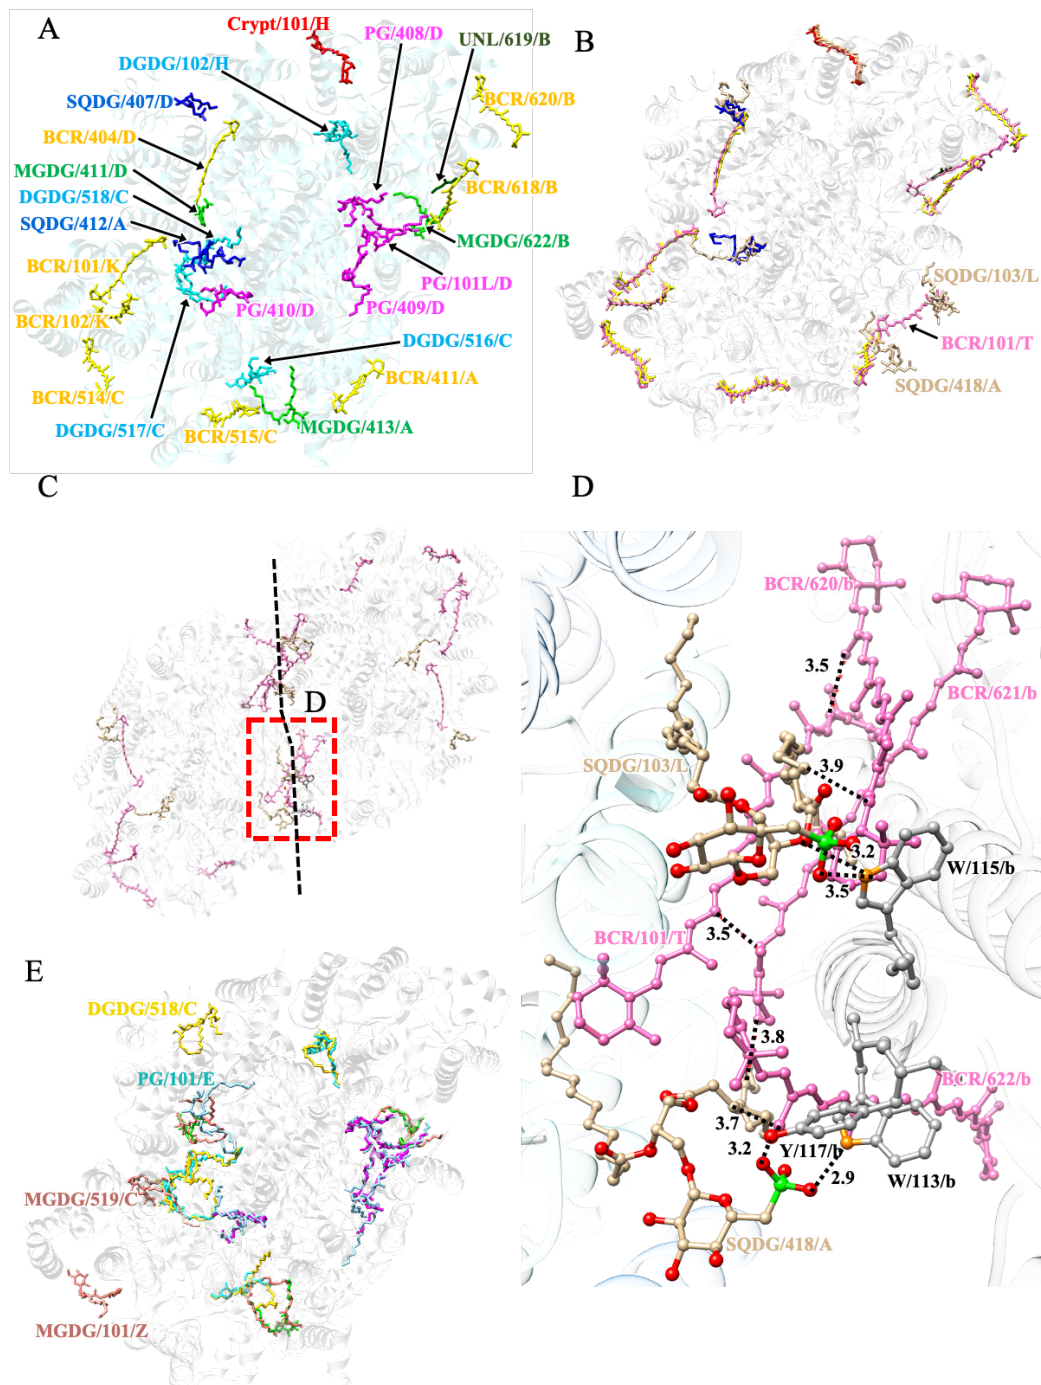 A
Crypt/101/H
PG/408/D
UNL/619/B
DGDG/102/H
SQDG/407/D
BCR/620/B
BCR/404/D
MGDG/411/D
DGDG/518/C
BCR/618/B
SQDG/412/A
MGDG/622/B
BCR/101/K
PG/101L/D
PG/410/D
PG/409/D
BCR/102/K
DGDG/516/C
BCR/514/C
BCR/411/A
DGDG/517/C
BCR/515/C
MGDG/413/A
B
SQDG/103/L
BCR/101/T
SQDG/418/A
C
D
D
BCR/620/b
3.5
BCR/621/b
SQDG/103/L
3.9
3.2
W/115/b
3.5
3.5
BCR/101/T
3.8
BCR/622/b
3.7
3.2
Y/117/b
W/113/b
2.9
SQDG/418/A
E
DGDG/518/C
PG/101/E
MGDG/519/C
MGDG/101/Z